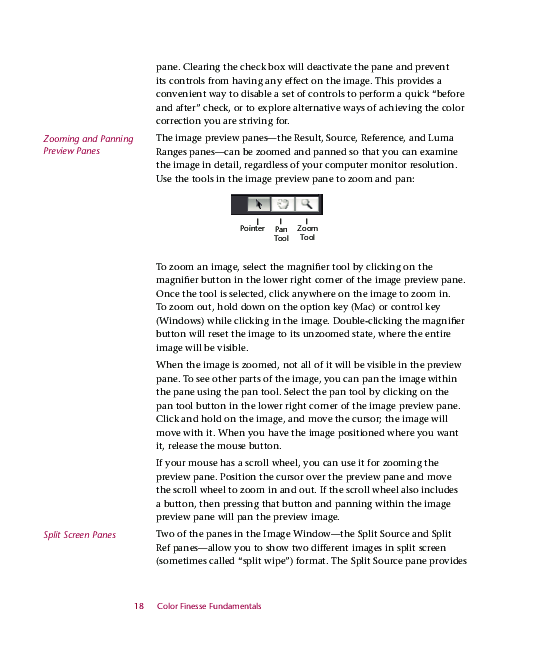 pane. Clearing the check box will deactivate the pane and prevent
its controls from having any effect on the image. This provides a
convenient way to disable a set of controls to perform a quick “before
and after” check, or to explore alternative ways of achieving the color
correction you are striving for.
Zooming and Panning
Preview Panes
The image preview panes—the Result, Source, Reference, and Luma
Ranges panes—can be zoomed and panned so that you can examine
the image in detail, regardless of your computer monitor resolution.
Use the tools in the image preview pane to zoom and pan:
Pointer Pan Tool Zoom Tool
To zoom an image, select the magnifier tool by clicking on the
magnifier button in the lower right corner of the image preview pane.
Once the tool is selected, click anywhere on the image to zoom in.
To zoom out, hold down on the option key (Mac) or control key
(Windows) while clicking in the image. Double-clicking the magnifier
button will reset the image to its unzoomed state, where the entire
image will be visible.
When the image is zoomed, not all of it will be visible in the preview
pane. To see other parts of the image, you can pan the image within
the pane using the pan tool. Select the pan tool by clicking on the
pan tool button in the lower right corner of the image preview pane.
Click and hold on the image, and move the cursor; the image will
move with it. When you have the image positioned where you want
it, release the mouse button.
If your mouse has a scroll wheel, you can use it for zooming the
preview pane. Position the cursor over the preview pane and move
the scroll wheel to zoom in and out. If the scroll wheel also includes
a button, then pressing that button and panning within the image
preview pane will pan the preview image.
Split Screen Panes
Two of the panes in the Image Window—the Split Source and Split
Ref panes—allow you to show two different images in split screen
(sometimes called “split wipe”) format. The Split Source pane provides
18 Color Finesse Fundamentals